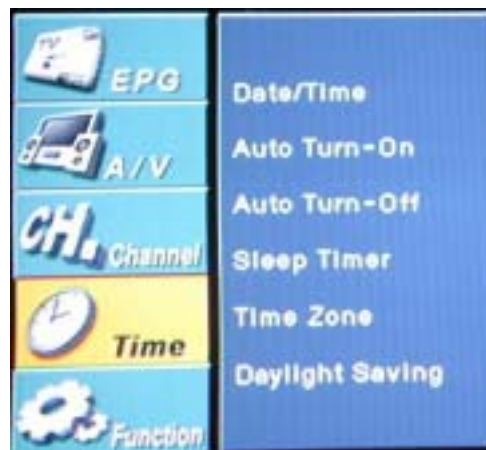 TV
EPG
A/V
CH. Channel
Time
Function
Date/Time
Auto Turn-On
Auto Turn-Off
Sleep Timer
Time Zone
Daylight Saving